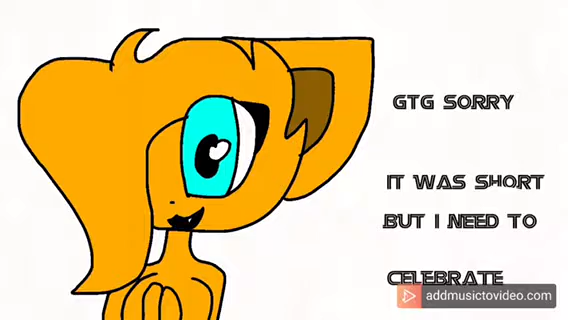 GTG SORRY
IT WAS SHORT
BUT I NEED TO
CELEBRATE
addmusictovideo.com